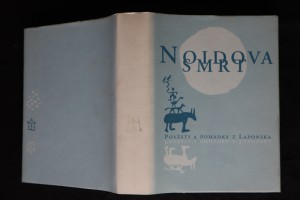 NOIDOVA
SMRT
POVĚSTI A POHÁDKY Z LAPONSKA